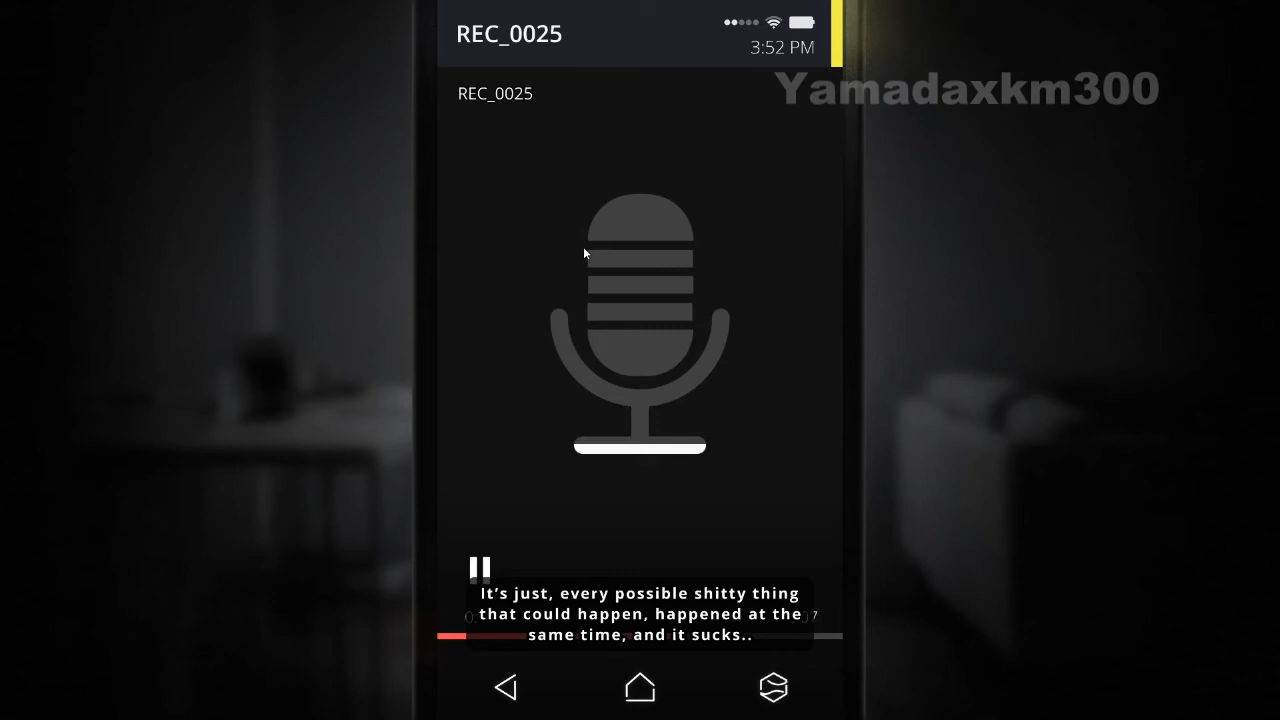 REC_0025
3:52 PM
Yamadaxkm300
REC_0025
It's just, every possible shitty thing
that could happen, happened at the
same time, and it sucks..